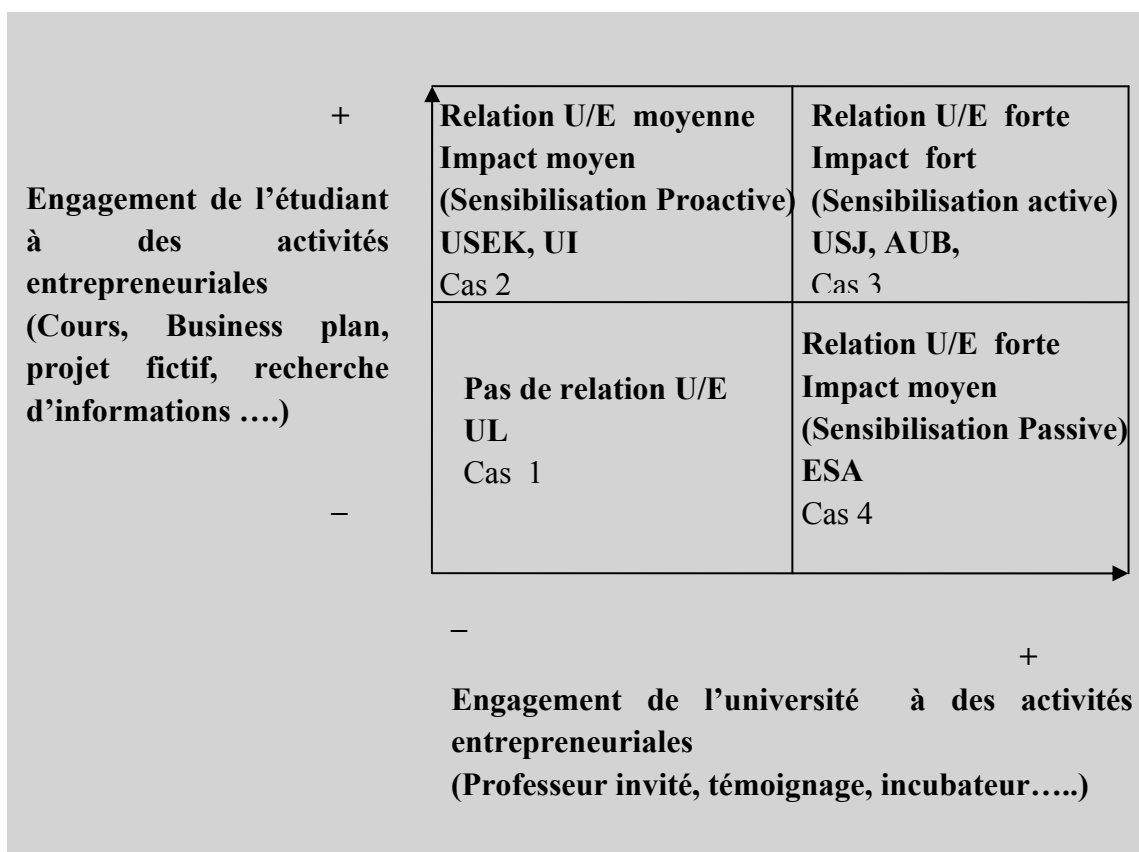 +
Engagement de l’étudiant
à des activités
entrepreneuriales
(Cours, Business plan,
projet fictif, recherche
d’informations ….)
–
Relation U/E moyenne
Impact moyen
(Sensibilisation Proactive)
USEK, UI
Cas 2
Relation U/E forte
Impact fort
(Sensibilisation active)
USJ, AUB,
Cas 3
Pas de relation U/E
UL
Cas 1
Relation U/E forte
Impact moyen
(Sensibilisation Passive)
ESA
Cas 4
–
+
Engagement de l’université à des activités
entrepreneuriales
(Professeur invité, témoignage, incubateur…..)